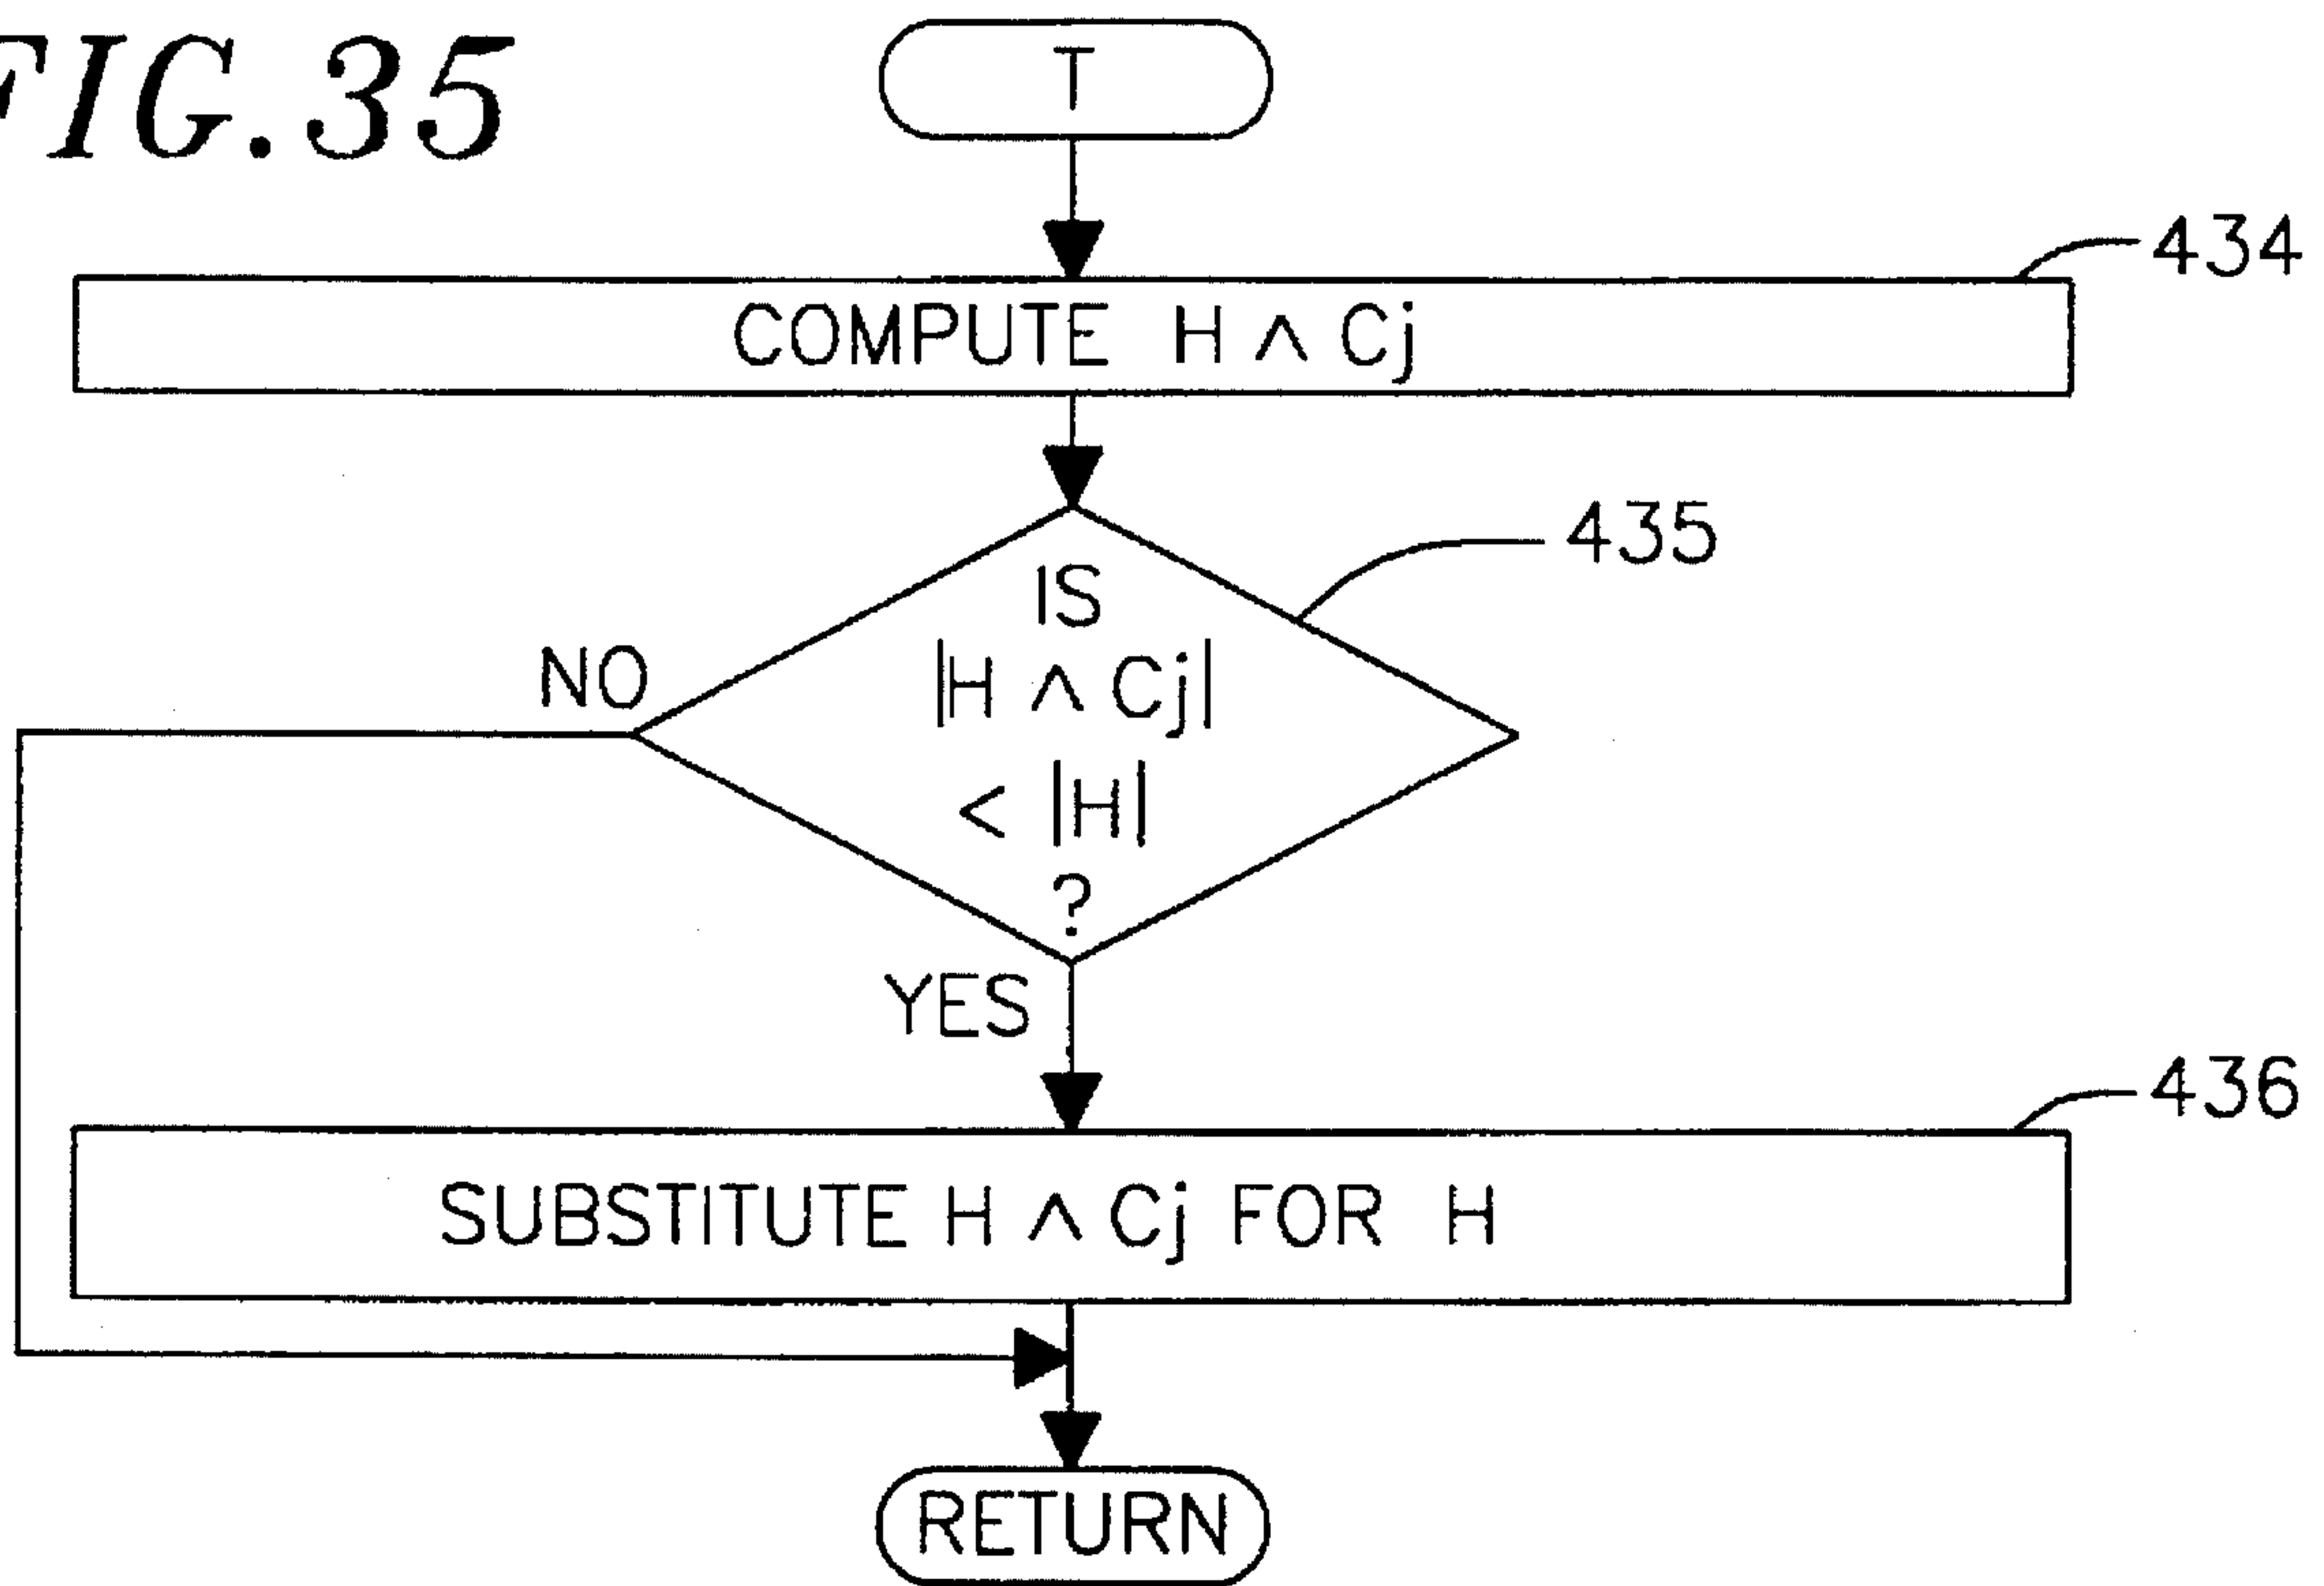 FIG.35
T
434
COMPUTE H ∧ Cj
435
IS
|H ∧ Cj|
< |H|
?
NO
YES
436
SUBSTITUTE H ∧ Cj FOR H
RETURN